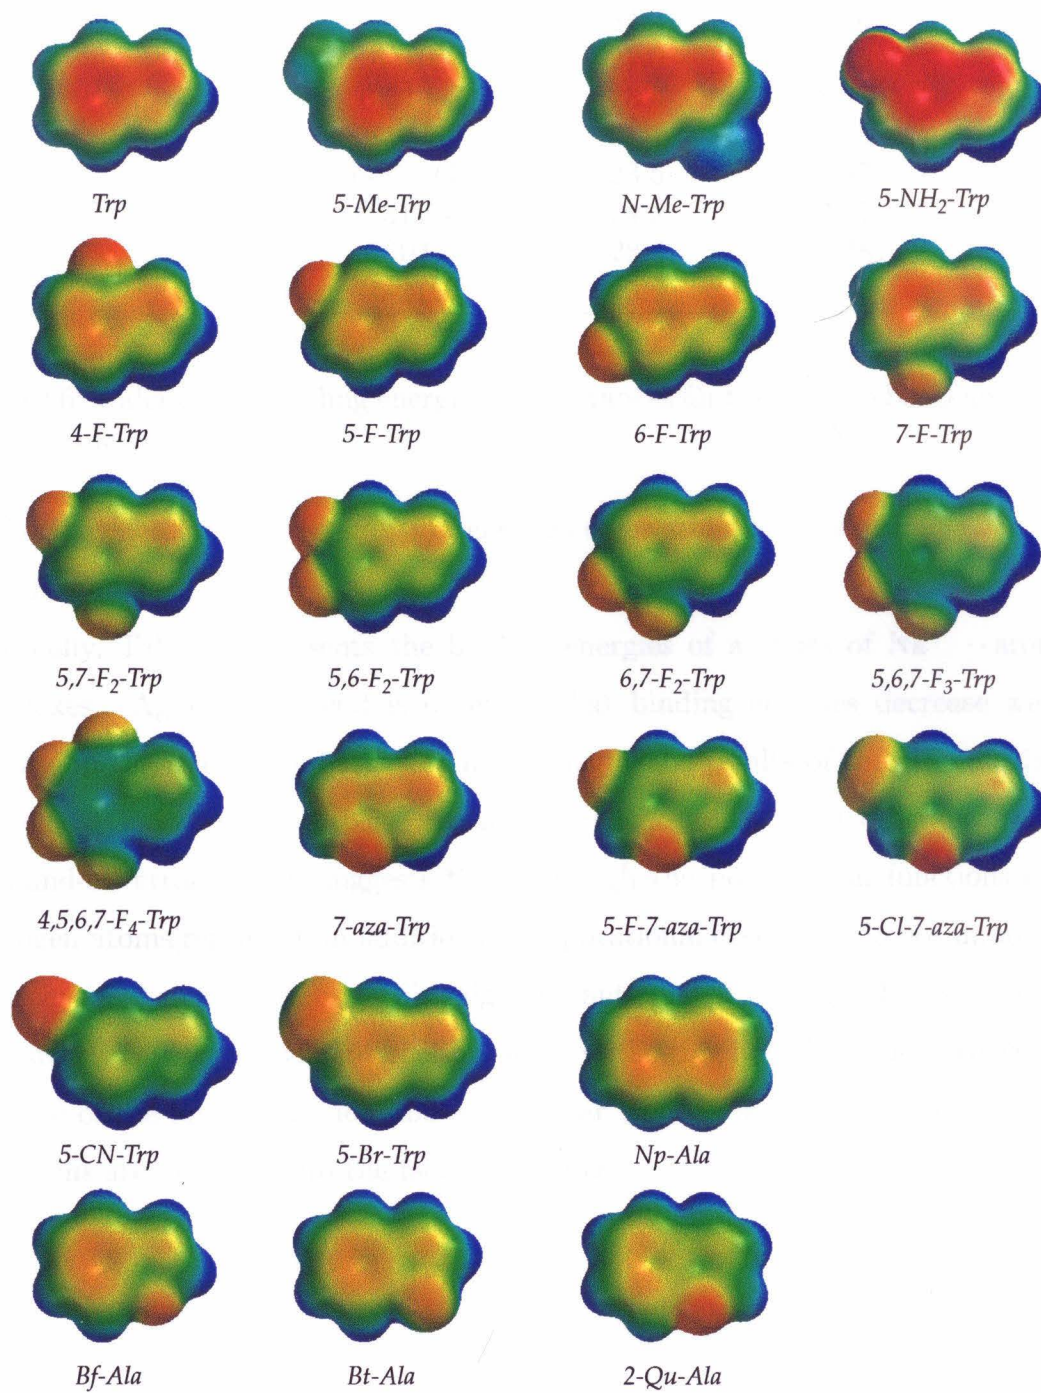 Trp 5-Me-Trp N-Me-Trp 5-NH₂-Trp
4-F-Trp 5-F-Trp 6-F-Trp 7-F-Trp
5,7-F₂-Trp 5,6-F₂-Trp 6,7-F₂-Trp 5,6,7-F₃-Trp
4,5,6,7-F₄-Trp 7-aza-Trp 5-F-7-aza-Trp 5-Cl-7-aza-Trp
5-CN-Trp 5-Br-Trp Np-Ala
Bf-Ala Bt-Ala 2-Qu-Ala